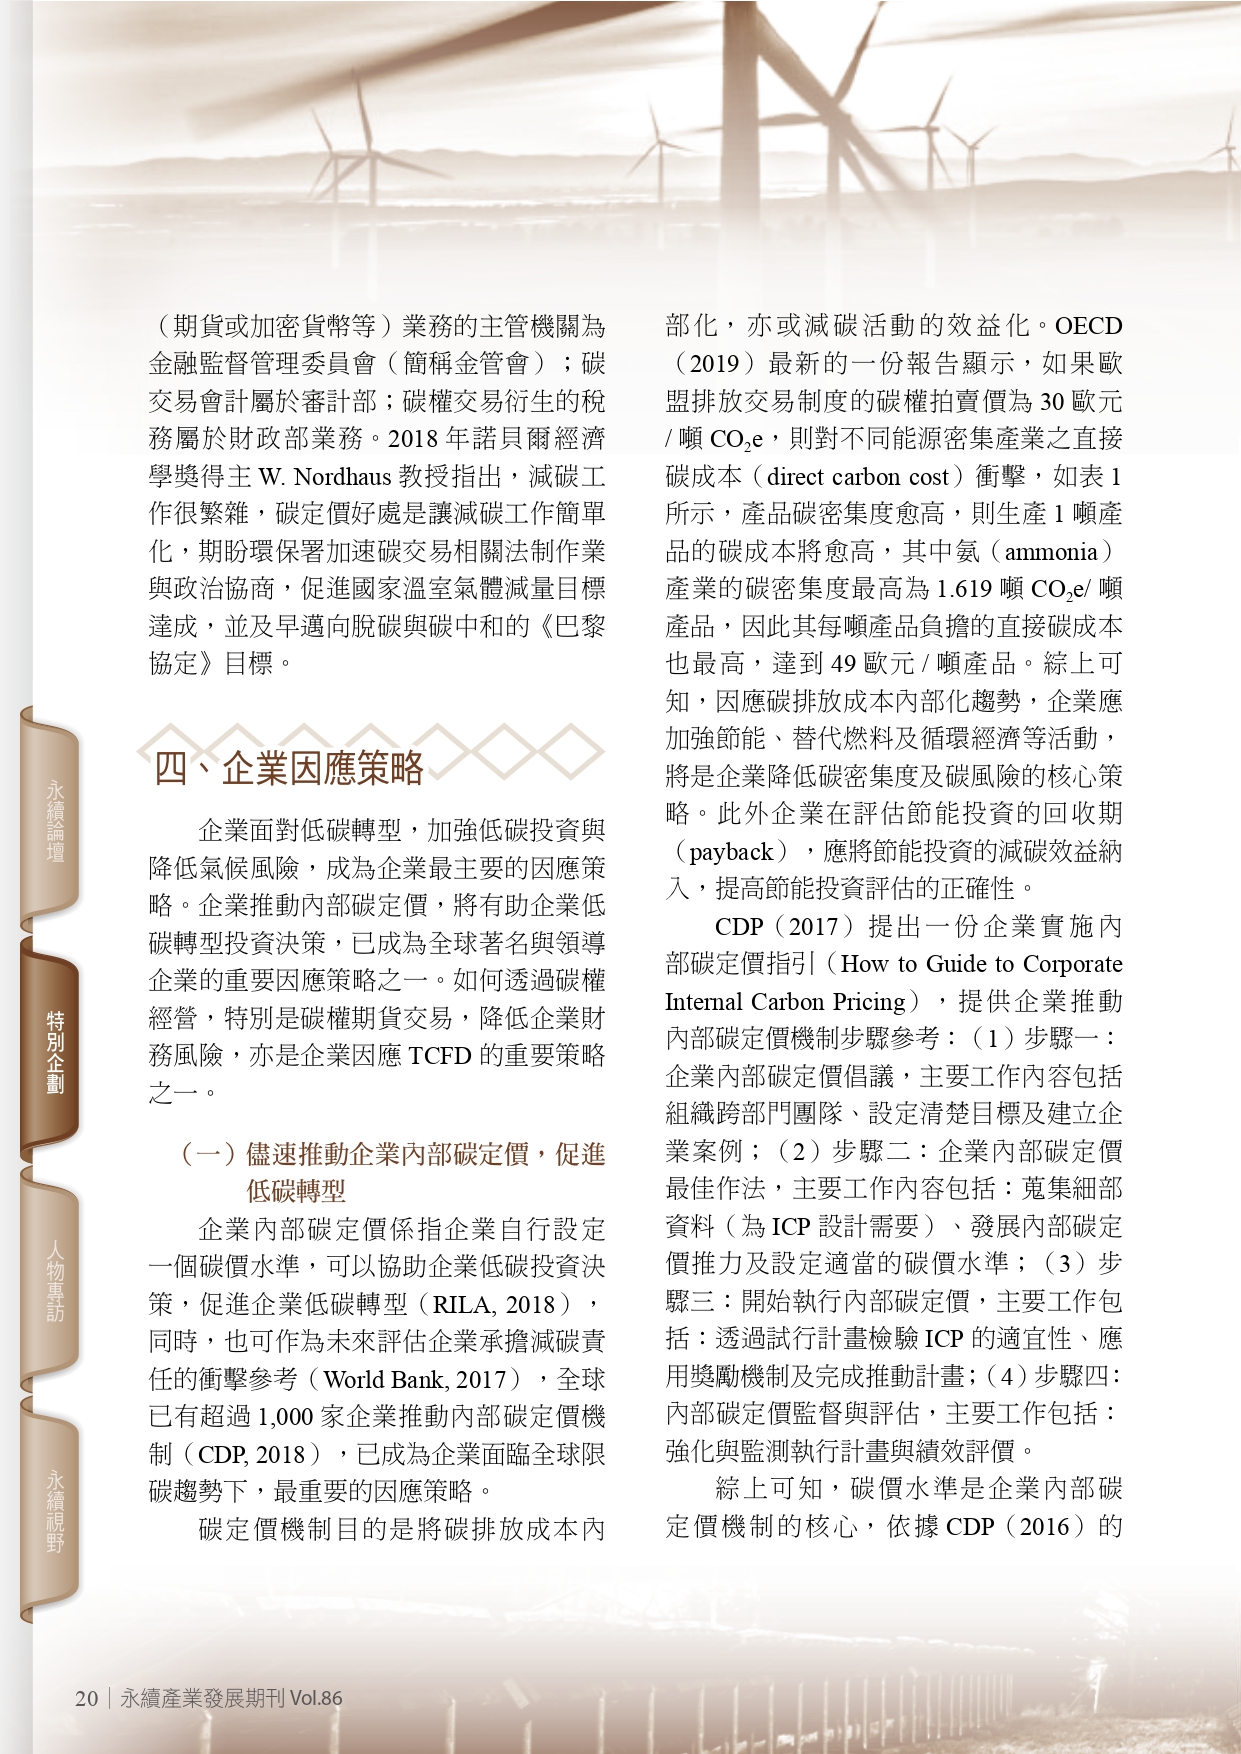 （期貨或加密貨幣等）業務的主管機關為
金融監督管理委員會（簡稱金管會）；碳
交易會計屬於審計部；碳權交易衍生的稅
務屬於財政部業務。2018 年諾貝爾經濟
學獎得主 W. Nordhaus 教授指出，減碳工
作很繁雜，碳定價好處是讓減碳工作簡單
化，期盼環保署加速碳交易相關法制作業
與政治協商，促進國家溫室氣體減量目標
達成，並及早邁向脫碳與碳中和的《巴黎
協定》目標。
四、企業因應策略
企業面對低碳轉型，加強低碳投資與
降低氣候風險，成為企業最主要的因應策
略。企業推動內部碳定價，將有助企業低
碳轉型投資決策，已成為全球著名與領導
企業的重要因應策略之一。如何透過碳權
經營，特別是碳權期貨交易，降低企業財
務風險，亦是企業因應 TCFD 的重要策略
之一。
（一）儘速推動企業內部碳定價，促進
低碳轉型
企業內部碳定價係指企業自行設定
一個碳價水準，可以協助企業低碳投資決
策，促進企業低碳轉型（RILA, 2018），
同時，也可作為未來評估企業承擔減碳責
任的衝擊參考（World Bank, 2017），全球
已有超過 1,000 家企業推動內部碳定價機
制（CDP, 2018），已成為企業面臨全球限
碳趨勢下，最重要的因應策略。
碳定價機制目的是將碳排放成本內
部化，亦或減碳活動的效益化。OECD
（2019）最新的一份報告顯示，如果歐
盟排放交易制度的碳權拍賣價為 30 歐元
/ 噸 CO₂e，則對不同能源密集產業之直接
碳成本（direct carbon cost）衝擊，如表 1
所示，產品碳密集度愈高，則生產 1 噸產
品的碳成本將愈高，其中氨（ammonia）
產業的碳密集度最高為 1.619 噸 CO₂e/ 噸
產品，因此其每噸產品負擔的直接碳成本
也最高，達到 49 歐元 / 噸產品。綜上可
知，因應碳排放成本內部化趨勢，企業應
加強節能、替代燃料及循環經濟等活動，
將是企業降低碳密集度及碳風險的核心策
略。此外企業在評估節能投資的回收期
（payback），應將節能投資的減碳效益納
入，提高節能投資評估的正確性。
CDP（2017）提出一份企業實施內
部碳定價指引（How to Guide to Corporate
Internal Carbon Pricing），提供企業推動
內部碳定價機制步驟參考：（1）步驟一：
企業內部碳定價倡議，主要工作內容包括
組織跨部門團隊、設定清楚目標及建立企
業案例；（2）步驟二：企業內部碳定價
最佳作法，主要工作內容包括：蒐集細部
資料（為 ICP 設計需要）、發展內部碳定
價推力及設定適當的碳價水準；（3）步
驟三：開始執行內部碳定價，主要工作包
括：透過試行計畫檢驗 ICP 的適宜性、應
用獎勵機制及完成推動計畫；（4）步驟四：
內部碳定價監督與評估，主要工作包括：
強化與監測執行計畫與績效評價。
綜上可知，碳價水準是企業內部碳
定價機制的核心，依據 CDP（2016）的
永續論壇
特別企劃
人物專訪
永續視野
20｜永續產業發展期刊 Vol.86